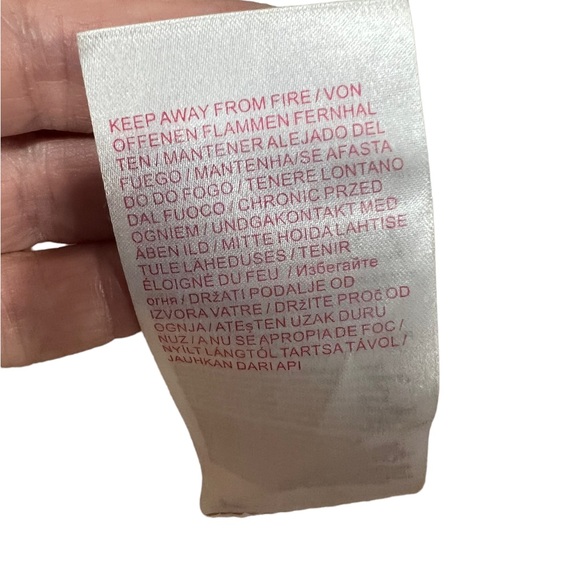 KEEP AWAY FROM FIRE / VON
OFFENEN FLAMMEN FERNHAL
TEN / MANTENER ALEJADO DEL
FUEGO / MANTENHA/SE AFASTA
DO DO FOGO / TENERE LONTANO
DAL FUOCO / CHRONIC PRZED
OGNIEM / UNDGAKONTAKT MED
ÅBEN ILD / MITTE HOIDA LAHTISE
TULE LÄHEDUSES / TENIR
ÉLOIGNÉ DU FEU / Избегайте
огня / DRŽATI PODALJE OD
IZVORA VATRE / DRžITE PROč OD
OGNJA / ATEşTEN UZAK DURU
NUZ / A NU SE APROPIA DE FOC /
NYÍLT LÁNGTÓL TARTSA TÁVOL /
JAUHKAN DARI API